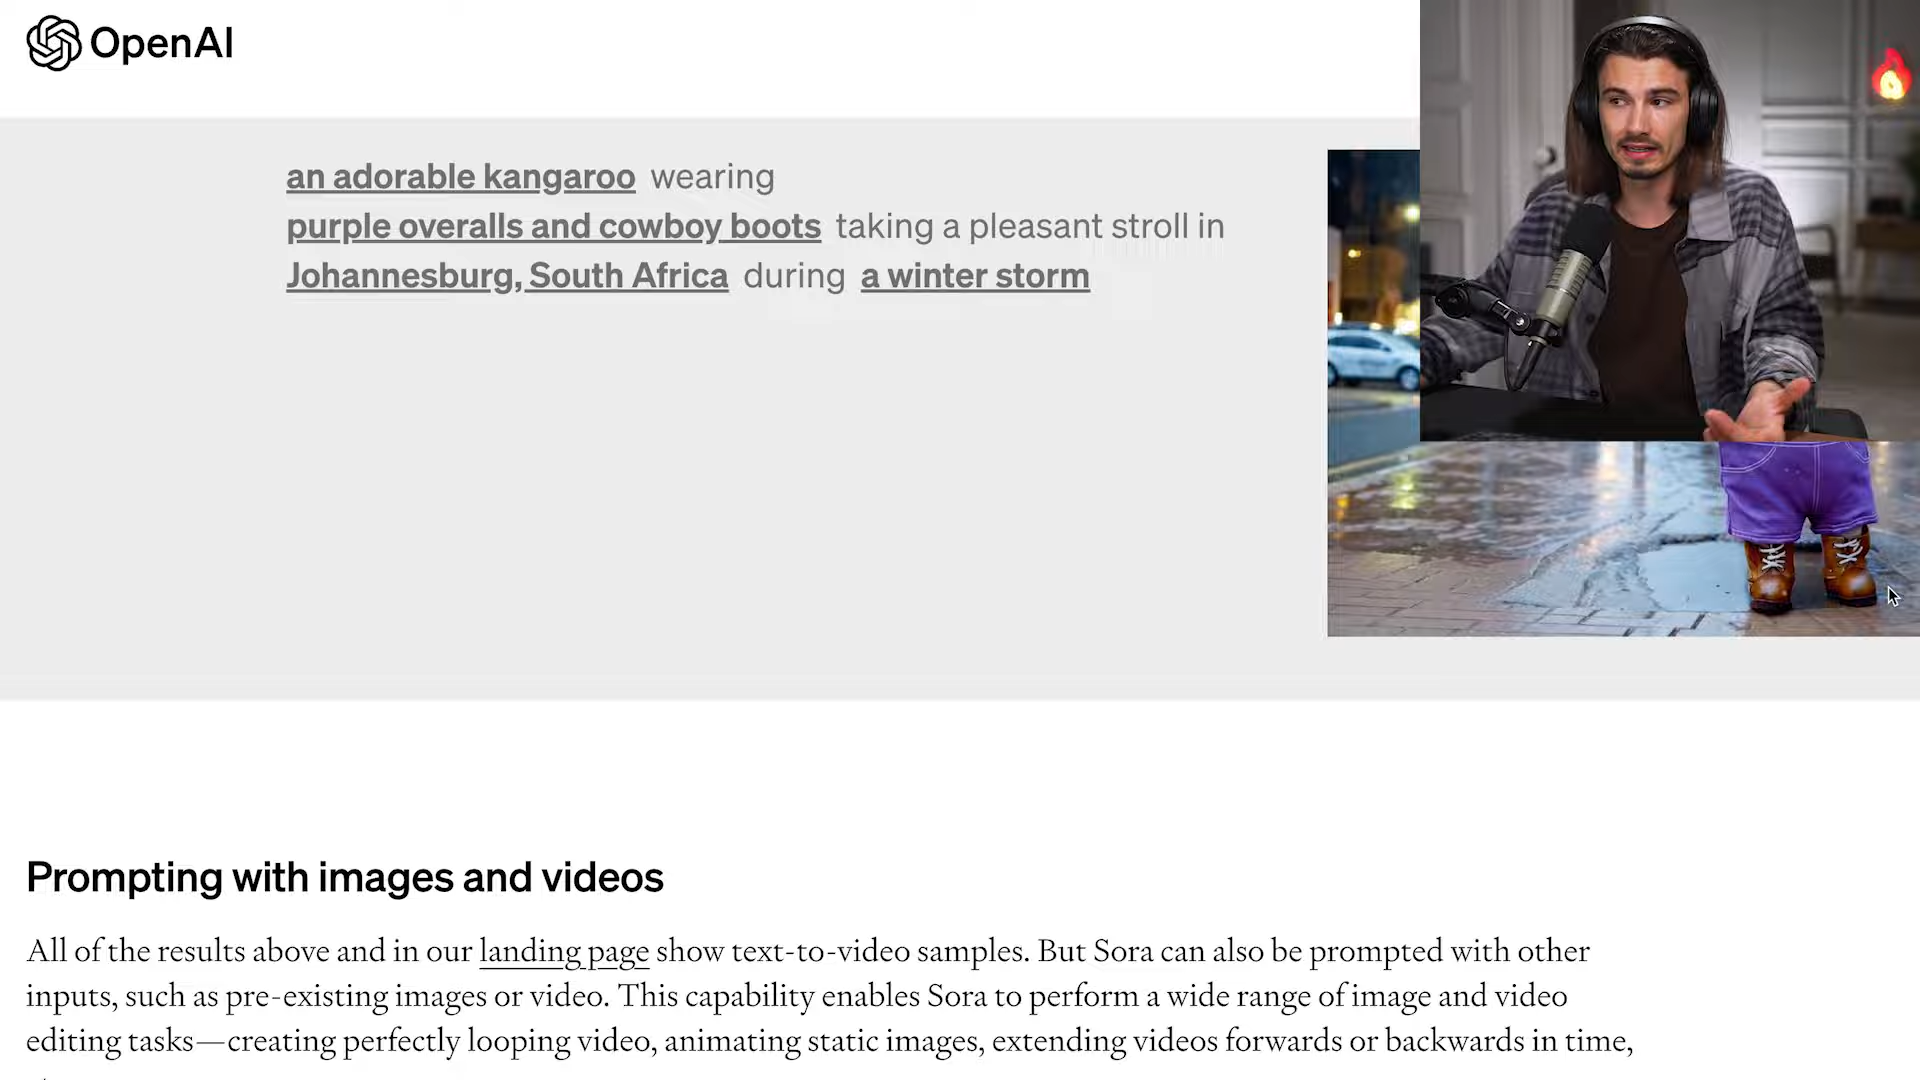 OpenAI
an adorable kangaroo wearing
purple overalls and cowboy boots taking a pleasant stroll in
Johannesburg, South Africa during a winter storm
Prompting with images and videos
All of the results above and in our landing page show text-to-video samples. But Sora can also be prompted with other
inputs, such as pre-existing images or video. This capability enables Sora to perform a wide range of image and video
editing tasks—creating perfectly looping video, animating static images, extending videos forwards or backwards in time,